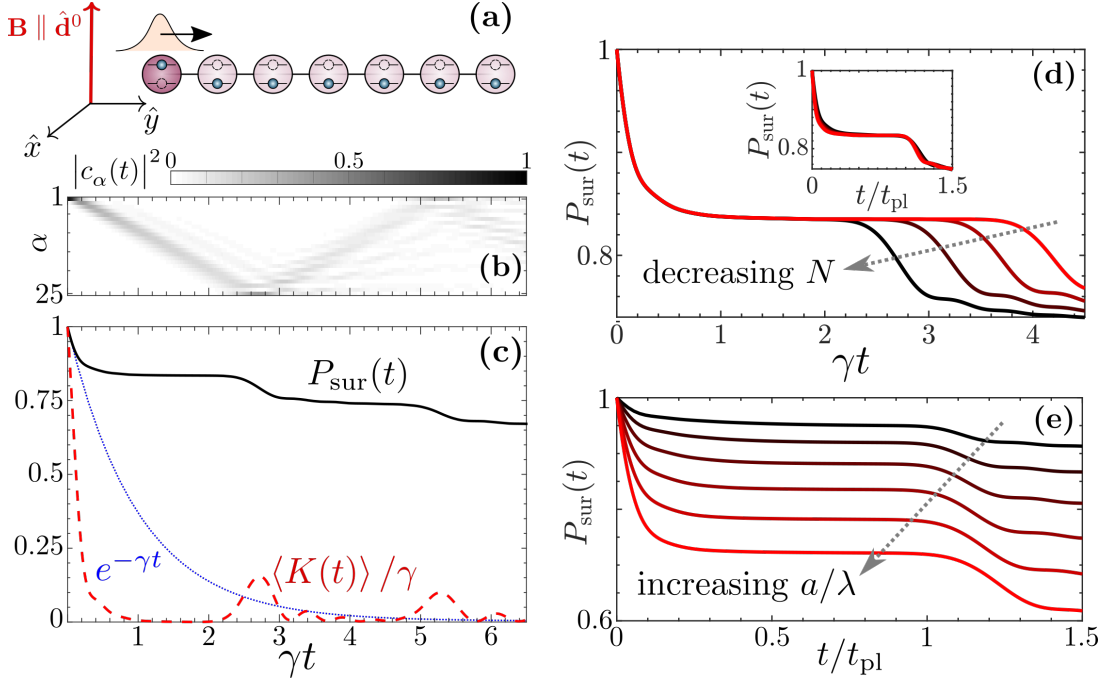 (a)
B ∥ d̂⁰
ŷ
x̂
|c_α(t)|²
0 0.5 1
1
α
25
(b)
1
0.75
0.5
0.25
0
(c)
P_sur(t)
e^{−γt}
⟨K(t)⟩/γ
1 2 3 4 5 6
γt
(d)
1
0.8
P_sur(t)
decreasing N
0 1 2 3 4
γt
1
0.8
P_sur(t)
0 1.5
t/t_pl
(e)
1
0.6
P_sur(t)
increasing a/λ
0 0.5 1 1.5
t/t_pl